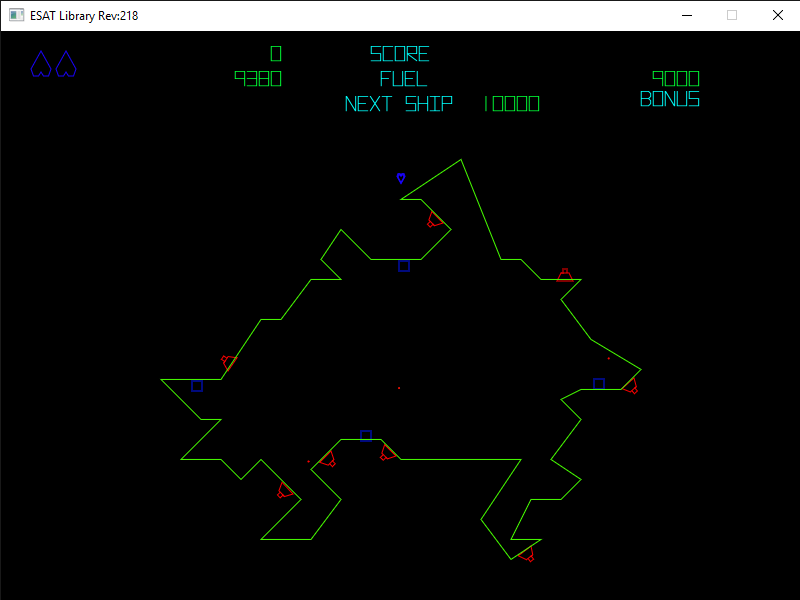 ESAT Library Rev:218
0 SCORE
9380 FUEL 9000
NEXT SHIP 10000 BONUS